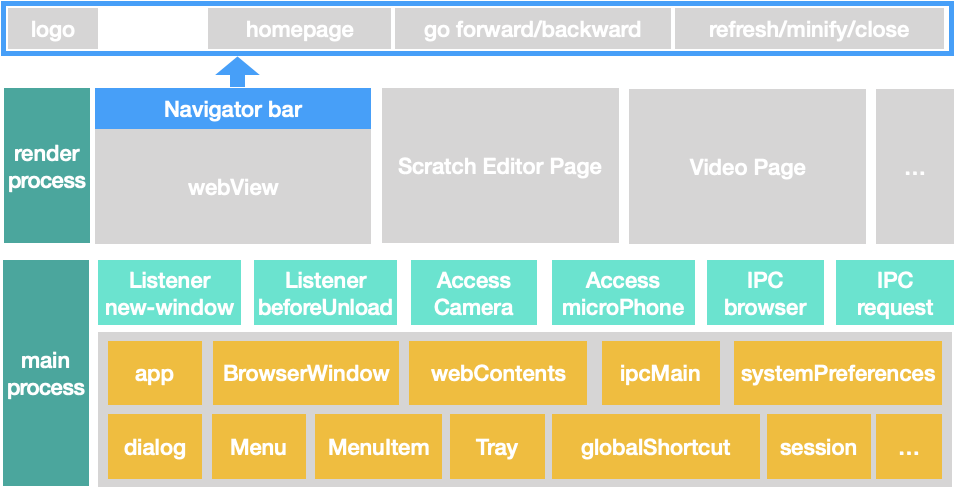 logo
homepage
go forward/backward
refresh/minify/close
Navigator bar
render
process
webView
Scratch Editor Page
Video Page
...
Listener
new-window
Listener
beforeUnload
Access
Camera
Access
microPhone
IPC
browser
IPC
request
main
process
app
BrowserWindow
webContents
ipcMain
systemPreferences
dialog
Menu
MenuItem
Tray
globalShortcut
session
...